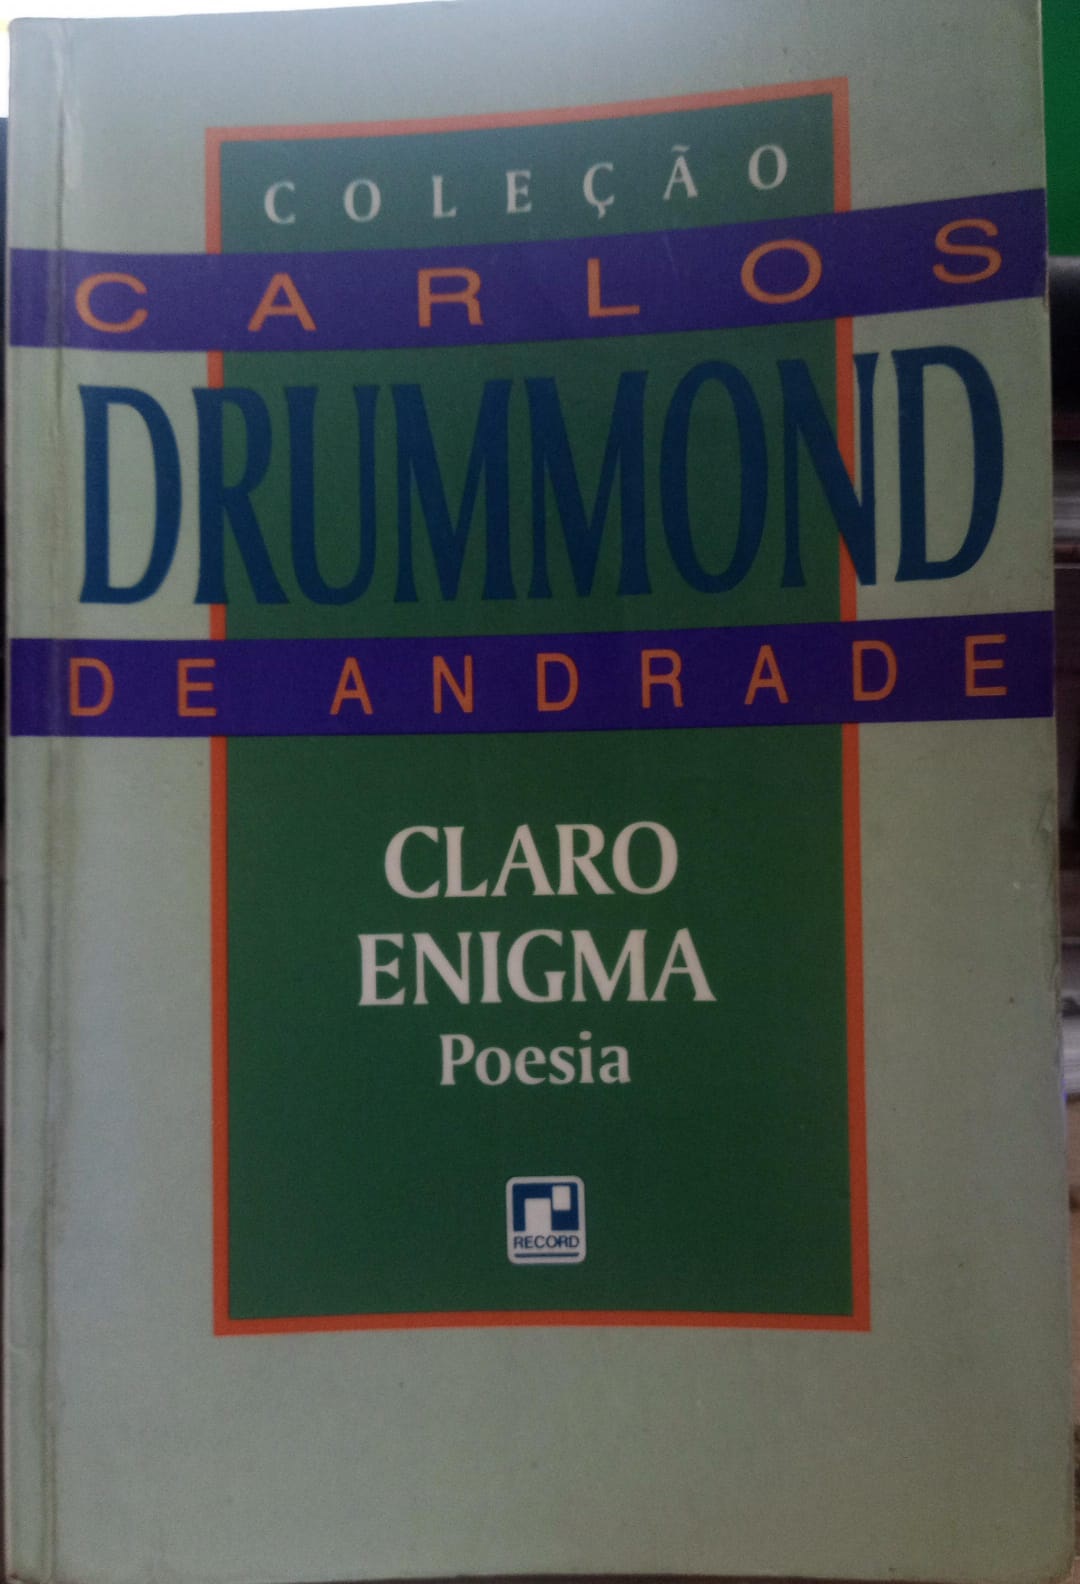 COLEÇÃO
CARLOS
DRUMMOND
DE ANDRADE
CLARO
ENIGMA
Poesia
RECORD